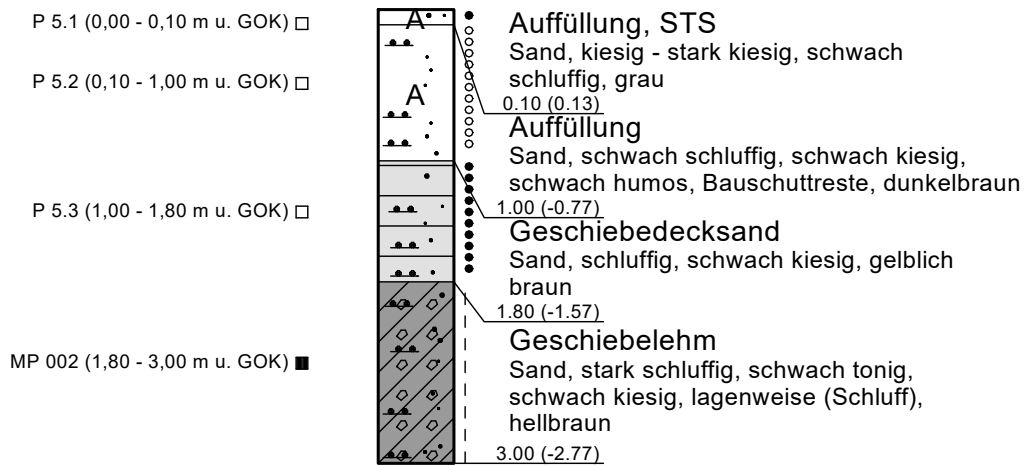 P 5.1 (0,00 - 0,10 m u. GOK)
A
Auffüllung, STS
Sand, kiesig - stark kiesig, schwach
schluffig, grau
P 5.2 (0,10 - 1,00 m u. GOK)
A
0.10 (0.13)
Auffüllung
Sand, schwach schluffig, schwach kiesig,
schwach humos, Bauschuttreste, dunkelbraun
P 5.3 (1,00 - 1,80 m u. GOK)
1.00 (-0.77)
Geschiebedecksand
Sand, schluffig, schwach kiesig, gelblich
braun
1.80 (-1.57)
Geschiebelehm
MP 002 (1,80 - 3,00 m u. GOK)
Sand, stark schluffig, schwach tonig,
schwach kiesig, lagenweise (Schluff),
hellbraun
3.00 (-2.77)